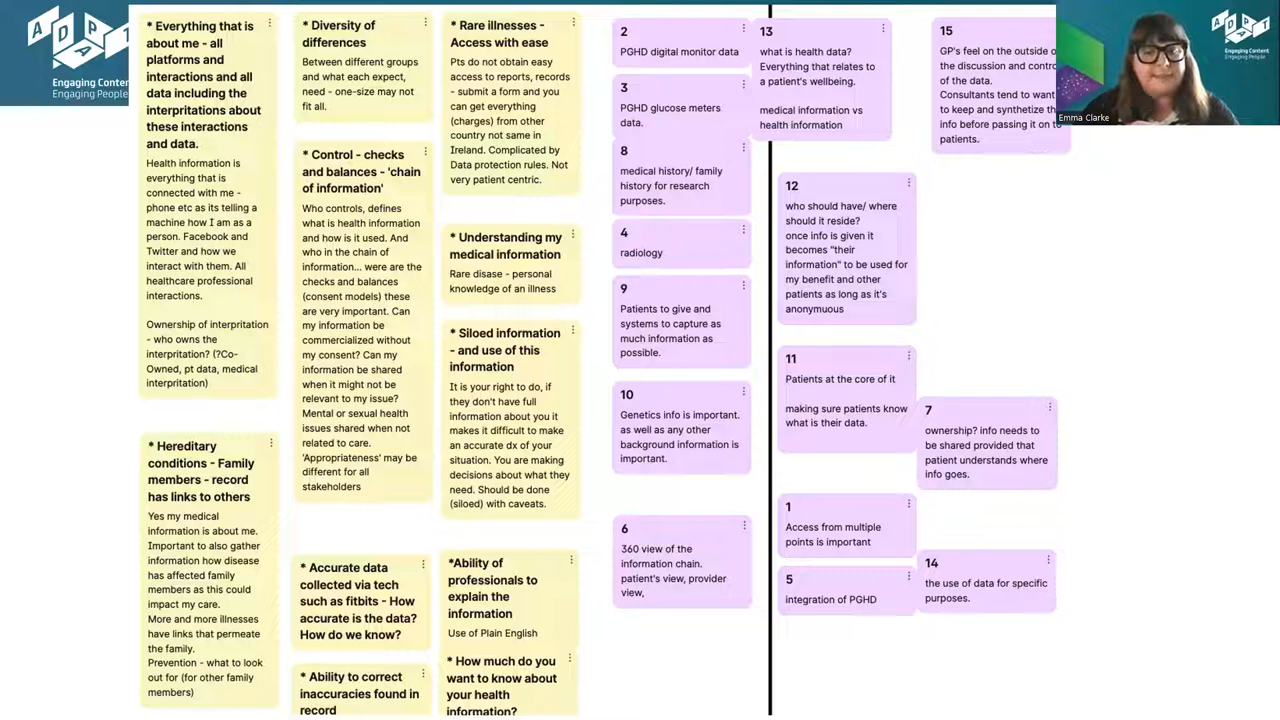 ADAPT
Engaging Content
Engaging People
* Everything that is
about me - all
platforms and
interactions and all
data including the
interpritations about
these interactions
and data.
Health information is
everything that is
connected with me -
phone etc as its telling a
machine how I am as a
person. Facebook and
Twitter and how we
interact with them. All
healthcare professional
interactions.
Ownership of interpritation
- who owns the
interpritation? (?Co-
Owned, pt data, medical
interpritation)
* Hereditary
conditions - Family
members - record
has links to others
Yes my medical
information is about me.
Important to also gather
information how disease
has affected family
members as this could
impact my care.
More and more illnesses
have links that permeate
the family.
Prevention - what to look
out for (for other family
members)
* Diversity of
differences
Between different groups
and what each expect,
need - one-size may not
fit all.
* Control - checks
and balances - 'chain
of information'
Who controls, defines
what is health information
and how is it used. And
who in the chain of
information... were are the
checks and balances
(consent models) these
are very important. Can
my information be
commercialized without
my consent? Can my
information be shared
when it might not be
relevant to my issue?
Mental or sexual health
issues shared when not
related to care.
'Appropriateness' may be
different for all
stakeholders
* Accurate data
collected via tech
such as fitbits - How
accurate is the data?
How do we know?
* Ability to correct
inaccuracies found in
record
* Rare illnesses -
Access with ease
Pts do not obtain easy
access to reports, records
- submit a form and you
can get everything
(charges) from other
country not same in
Ireland. Complicated by
Data protection rules. Not
very patient centric.
* Understanding my
medical information
Rare disase - personal
knowledge of an illness
* Siloed information
- and use of this
information
It is your right to do, if
they don't have full
information about you it
makes it difficult to make
an accurate dx of your
situation. You are making
decisions about what they
need. Should be done
(siloed) with caveats.
*Ability of
professionals to
explain the
information
Use of Plain English
* How much do you
want to know about
your health
information?
2
PGHD digital monitor data
3
PGHD glucose meters
data.
8
medical history/ family
history for research
purposes.
4
radiology
9
Patients to give and
systems to capture as
much information as
possible.
10
Genetics info is important.
as well as any other
background information is
important.
6
360 view of the
information chain.
patient's view, provider
view,
13
what is health data?
Everything that relates to
a patient's wellbeing.
medical information vs
health information
12
who should have/ where
should it reside?
once info is given it
becomes "their
information" to be used for
my benefit and other
patients as long as it's
anonymous
11
Patients at the core of it
making sure patients know
what is their data.
1
Access from multiple
points is important
5
integration of PGHD
15
GP's feel on the outside
the discussion and
of the data.
Consultants tend to want
to keep and synthetize
info before passing it on to
patients.
7
ownership? info needs to
be shared provided that
patient understands where
info goes.
14
the use of data for specific
purposes.
Emma Clarke
ADAPT
Engaging Content
Engaging People